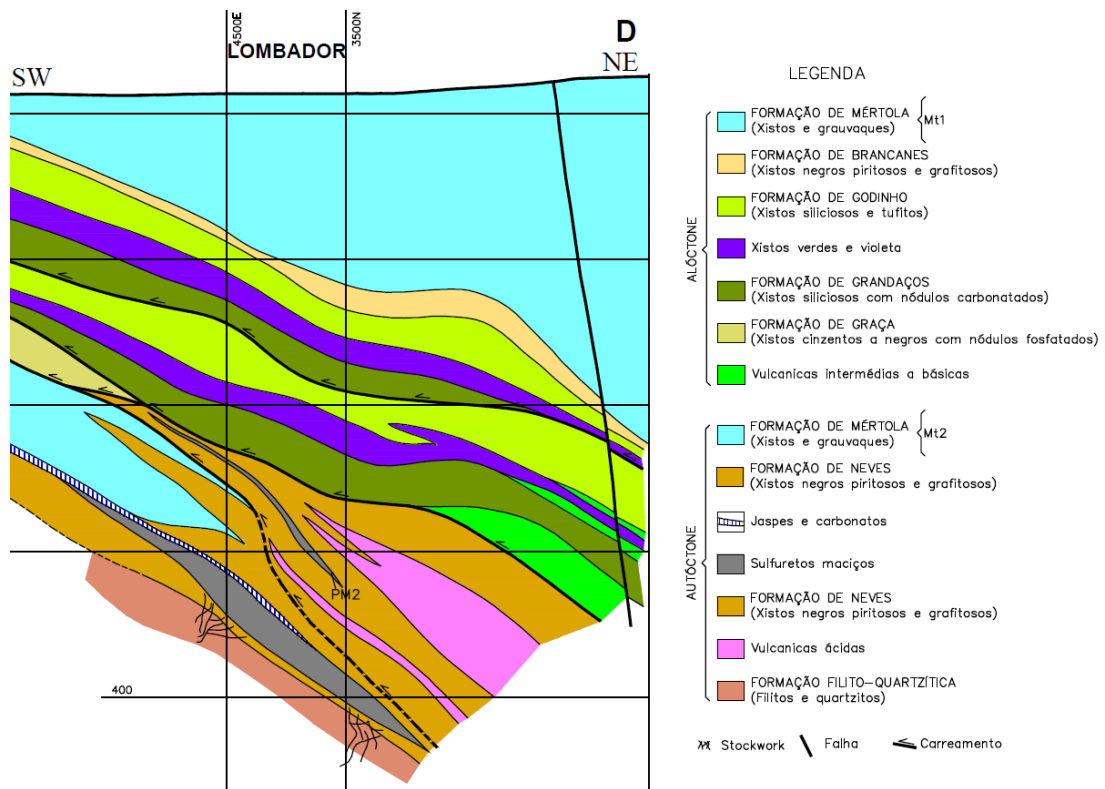 4500E
3500N
LOMBADOR
D
SW
NE
PM2
400
LEGENDA
ALÓCTONE
FORMAÇÃO DE MÉRTOLA
(Xistos e grauvaques)
Mt1
FORMAÇÃO DE BRANCANES
(Xistos negros piritosos e grafitosos)
FORMAÇÃO DE GODINHO
(Xistos siliciosos e tufitos)
Xistos verdes e violeta
FORMAÇÃO DE GRANDAÇOS
(Xistos siliciosos com nódulos carbonatados)
FORMAÇÃO DE GRAÇA
(Xistos cinzentos a negros com nódulos fosfatados)
Vulcanicas intermédias a básicas
AUTÓCTONE
FORMAÇÃO DE MÉRTOLA
(Xistos e grauvaques)
Mt2
FORMAÇÃO DE NEVES
(Xistos negros piritosos e grafitosos)
Jaspes e carbonatos
Sulfuretos maciços
FORMAÇÃO DE NEVES
(Xistos negros piritosos e grafitosos)
Vulcanicas ácidas
FORMAÇÃO FILITO-QUARTZÍTICA
(Filitos e quartzitos)
Stockwork
Falha
Carreamento